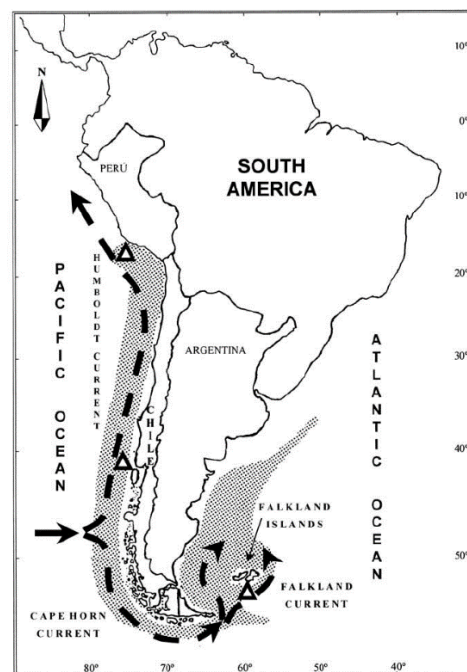 N
PERÚ
SOUTH
AMERICA
PACIFIC OCEAN
HUMBOLDT CURRENT
CHILE
ARGENTINA
ATLANTIC OCEAN
FALKLAND
ISLANDS
FALKLAND
CURRENT
CAPE HORN
CURRENT
10°
0°
10°
20°
30°
40°
50°
80° 70° 60° 50° 40°